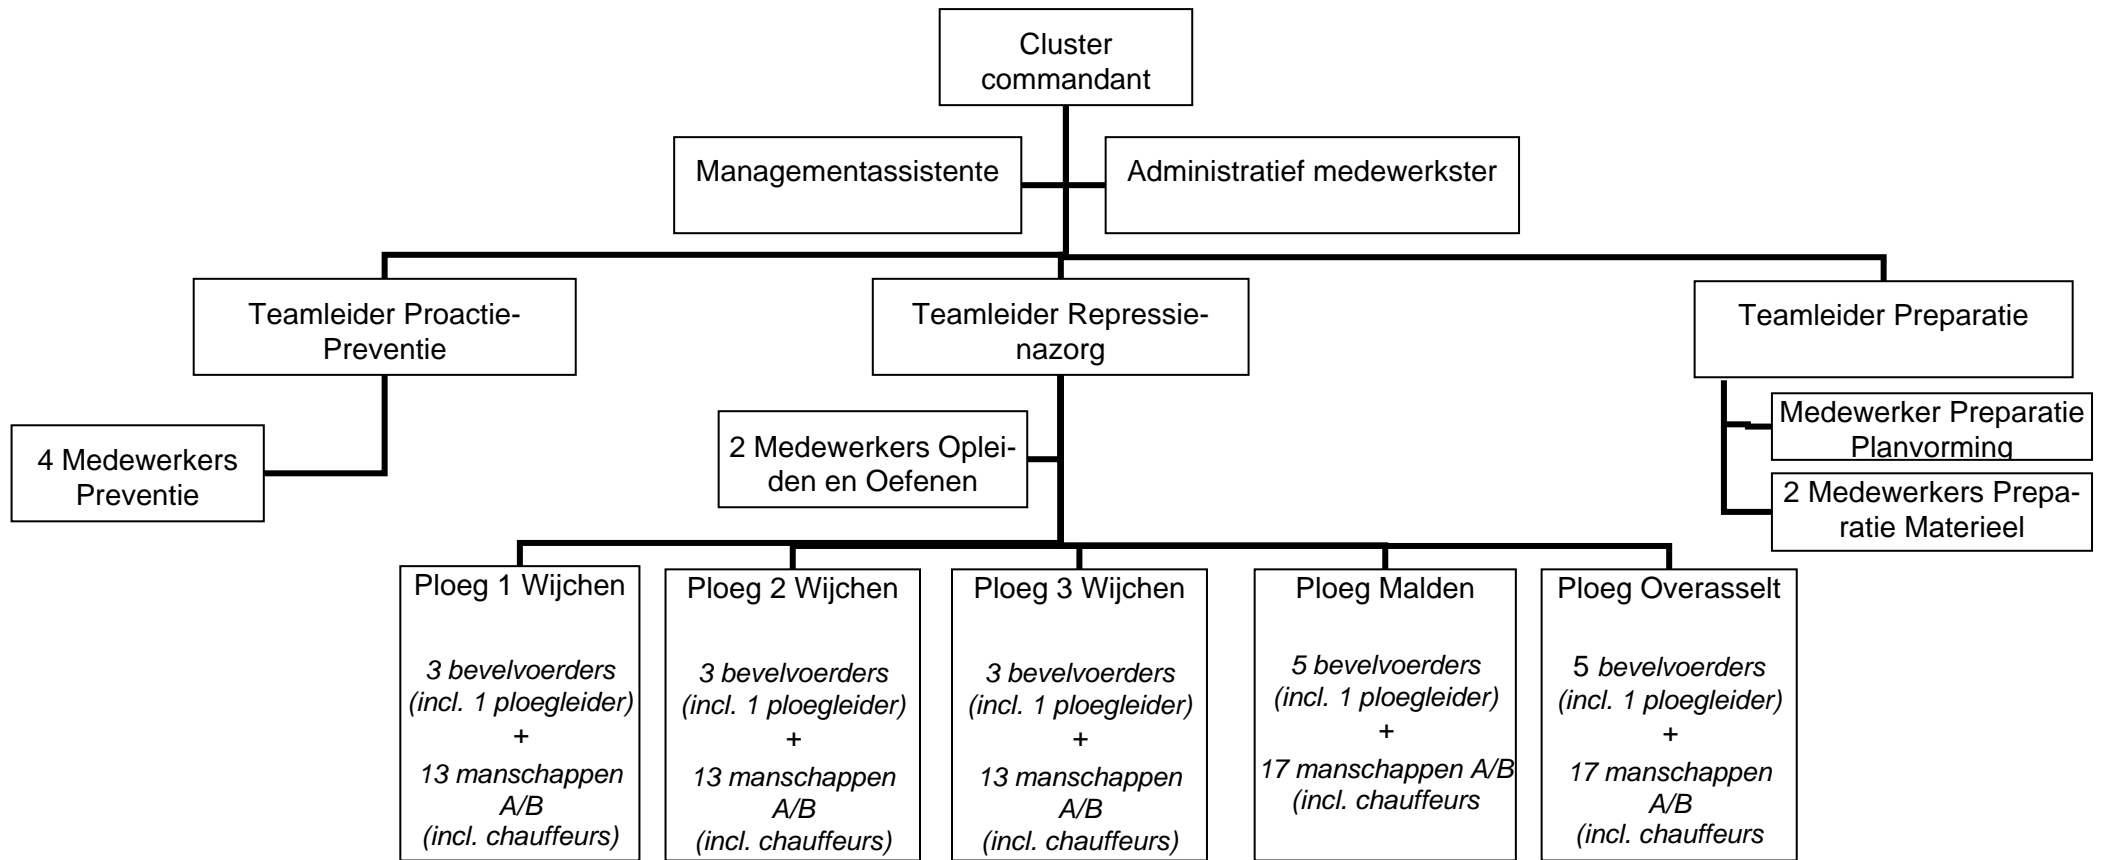 Cluster
commandant
Managementassistente
Administratief medewerkster
Teamleider Proactie-
Preventie
Teamleider Repressie-
nazorg
Teamleider Preparatie
4 Medewerkers
Preventie
2 Medewerkers Oplei-
den en Oefenen
Medewerker Preparatie
Planvorming
2 Medewerkers Prepa-
ratie Materieel
Ploeg 1 Wijchen
3 bevelvoerders
(incl. 1 ploegleider)
+
13 manschappen
A/B
(incl. chauffeurs)
Ploeg 2 Wijchen
3 bevelvoerders
(incl. 1 ploegleider)
+
13 manschappen
A/B
(incl. chauffeurs)
Ploeg 3 Wijchen
3 bevelvoerders
(incl. 1 ploegleider)
+
13 manschappen
A/B
(incl. chauffeurs)
Ploeg Malden
5 bevelvoerders
(incl. 1 ploegleider)
+
17 manschappen A/B
(incl. chauffeurs
Ploeg Overasselt
5 bevelvoerders
(incl. 1 ploegleider)
+
17 manschappen
A/B
(incl. chauffeurs